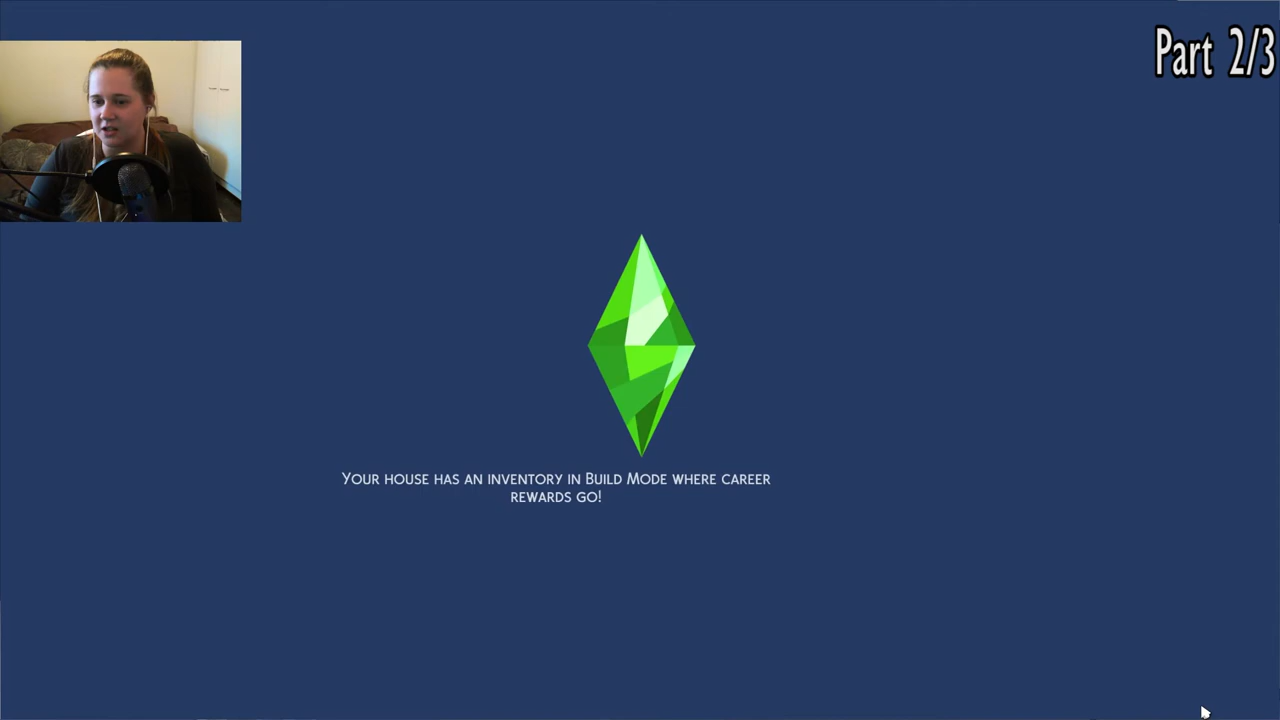 Part 2/3
Your house has an inventory in Build Mode where career
rewards go!